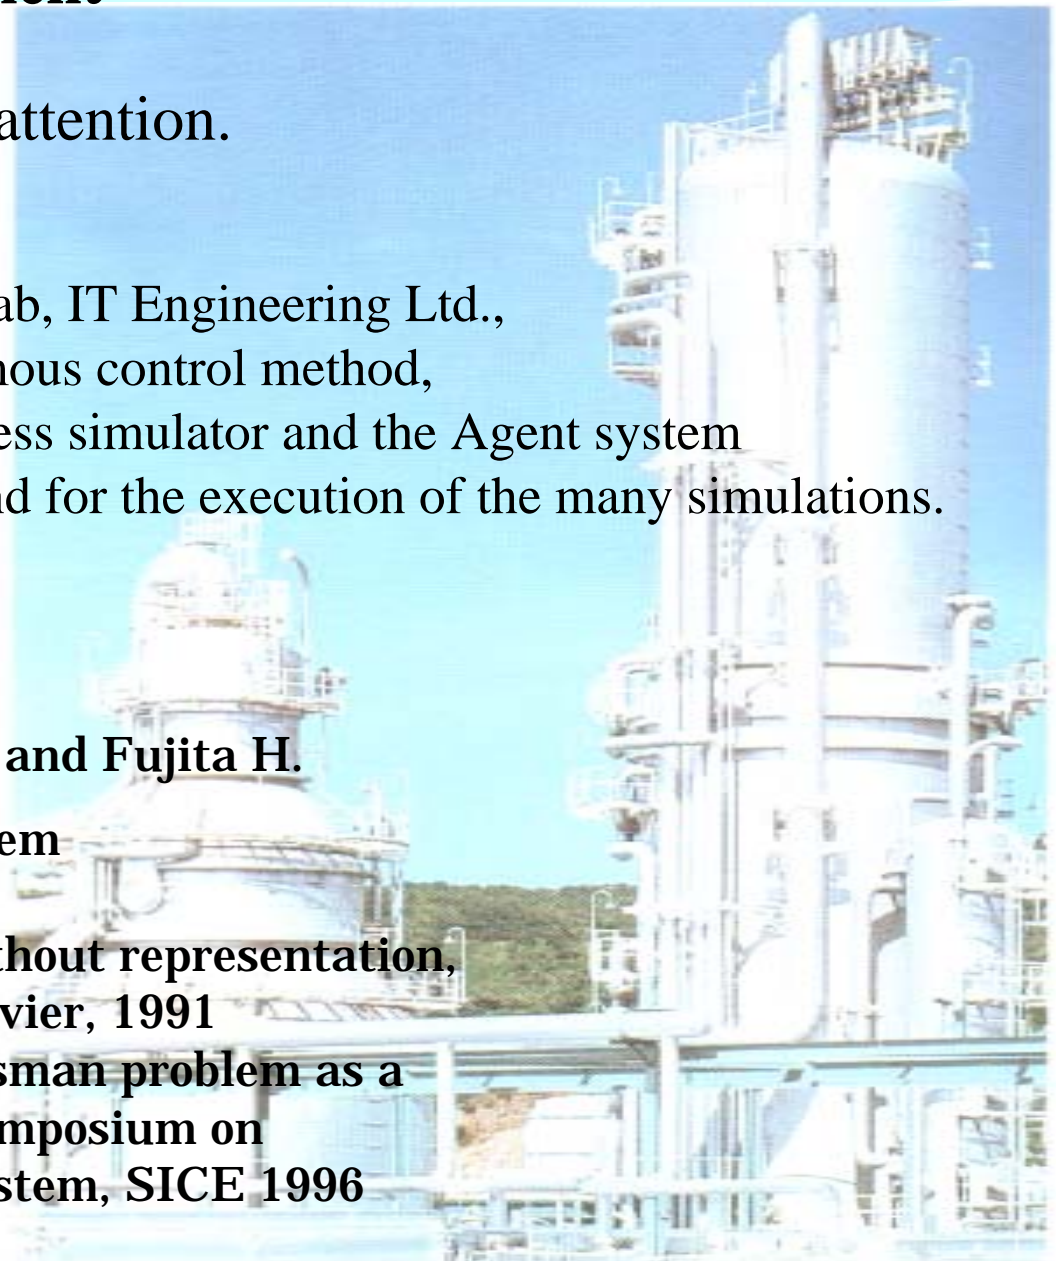 attention.
ab, IT Engineering Ltd.,
nous control method,
ess simulator and the Agent system
nd for the execution of the many simulations.
and Fujita H.
em
thout representation,
vier, 1991
sman problem as a
mposium on
stem, SICE 1996